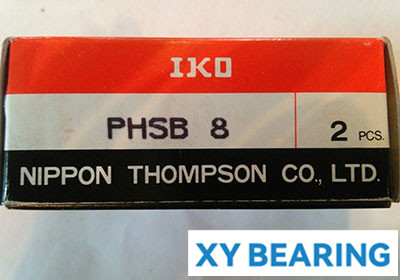 IKO
PHSB 8 2 PCS.
NIPPON THOMPSON CO., LTD.
XY BEARING